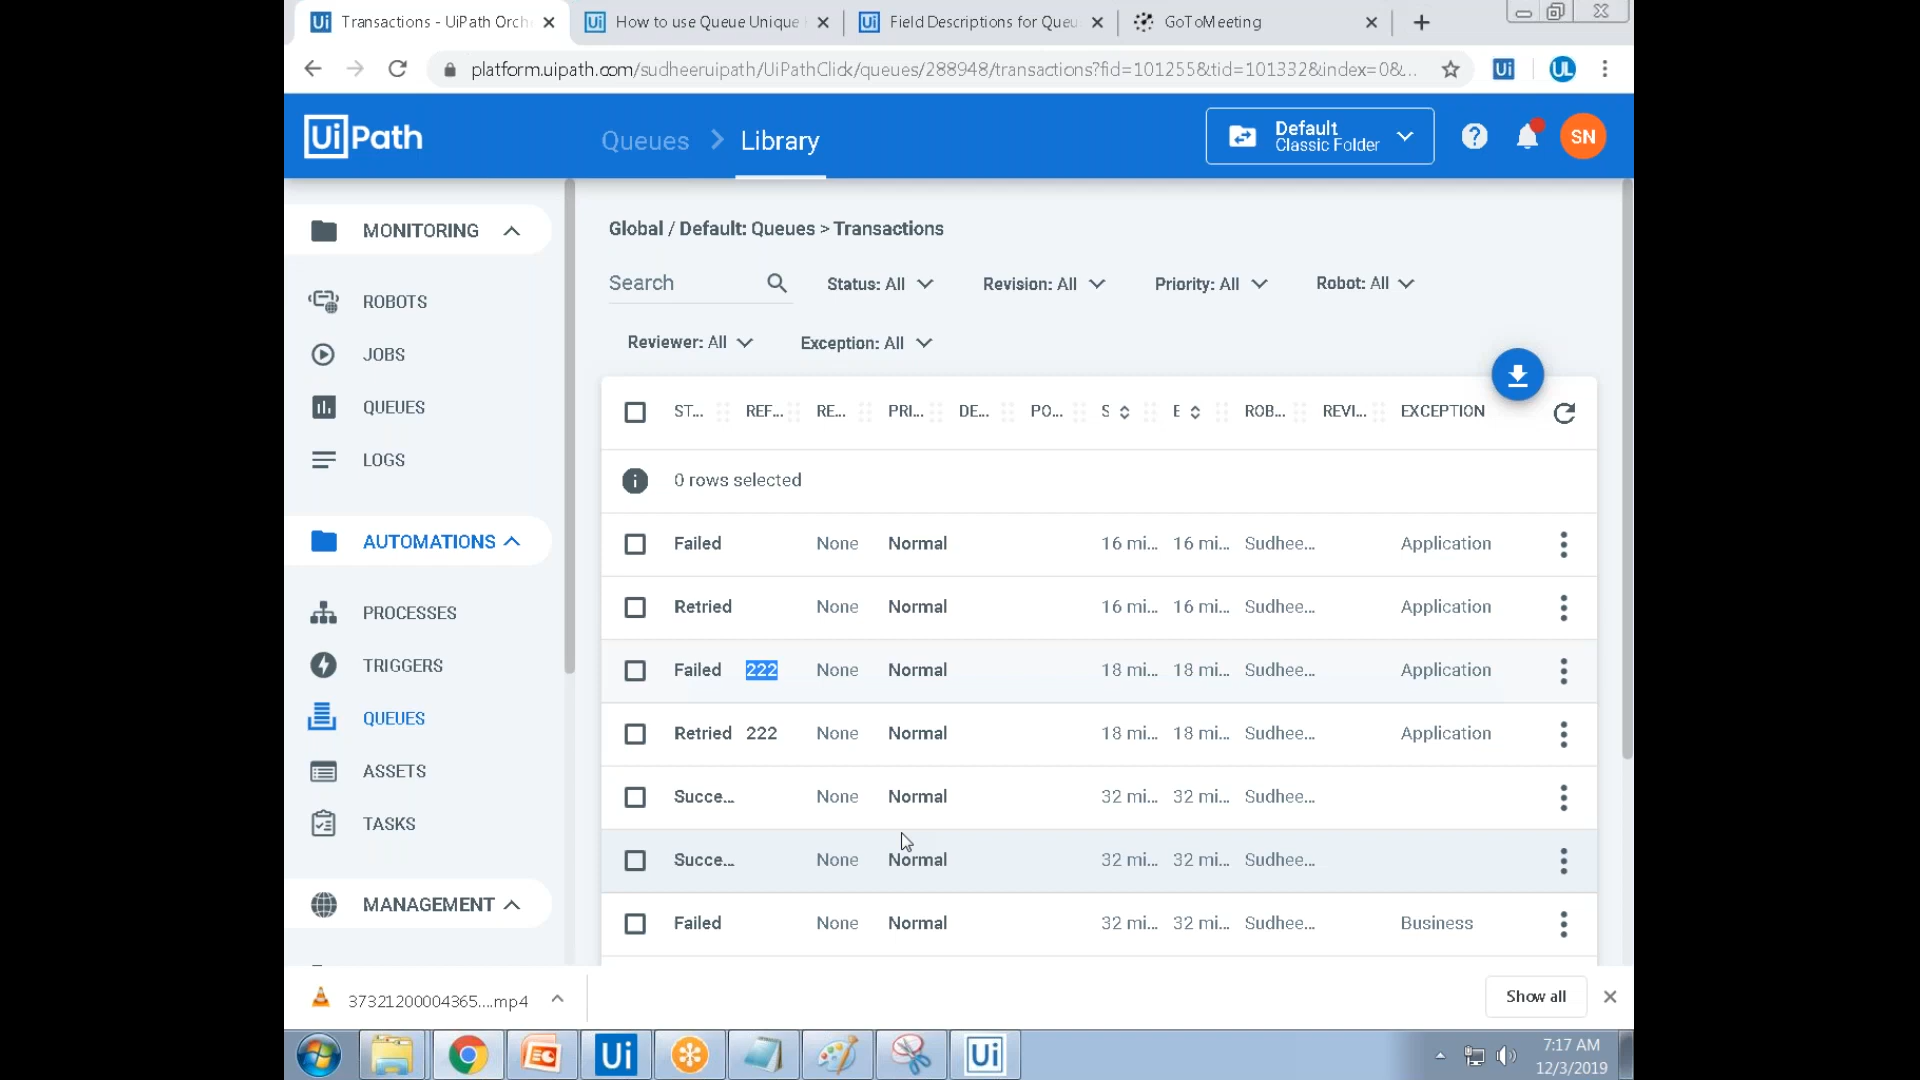 Transactions - UiPath Orch
How to use Queue Unique
Field Descriptions for Queu
GoToMeeting
platform.uipath.com/sudheeruipath/UiPathClick/queues/288948/transactions?fid=101255&tid=101332&index=0&...
UL
UiPath
Queues > Library
Default
Classic Folder
SN
MONITORING
ROBOTS
JOBS
QUEUES
LOGS
AUTOMATIONS
PROCESSES
TRIGGERS
QUEUES
ASSETS
TASKS
MANAGEMENT
Global / Default: Queues > Transactions
Search
Status: All
Revision: All
Priority: All
Robot: All
Reviewer: All
Exception: All
ST... REF... RE... PRI... DE... PO... S E ROB... REVI... EXCEPTION
0 rows selected
Failed None Normal 16 mi... 16 mi... Sudhee... Application
Retried None Normal 16 mi... 16 mi... Sudhee... Application
Failed 222 None Normal 18 mi... 18 mi... Sudhee... Application
Retried 222 None Normal 18 mi... 18 mi... Sudhee... Application
Succe... None Normal 32 mi... 32 mi... Sudhee...
Succe... None Normal 32 mi... 32 mi... Sudhee...
Failed None Normal 32 mi... 32 mi... Sudhee... Business
37321200004365....mp4
Show all
Ui
Ui
7:17 AM
12/3/2019